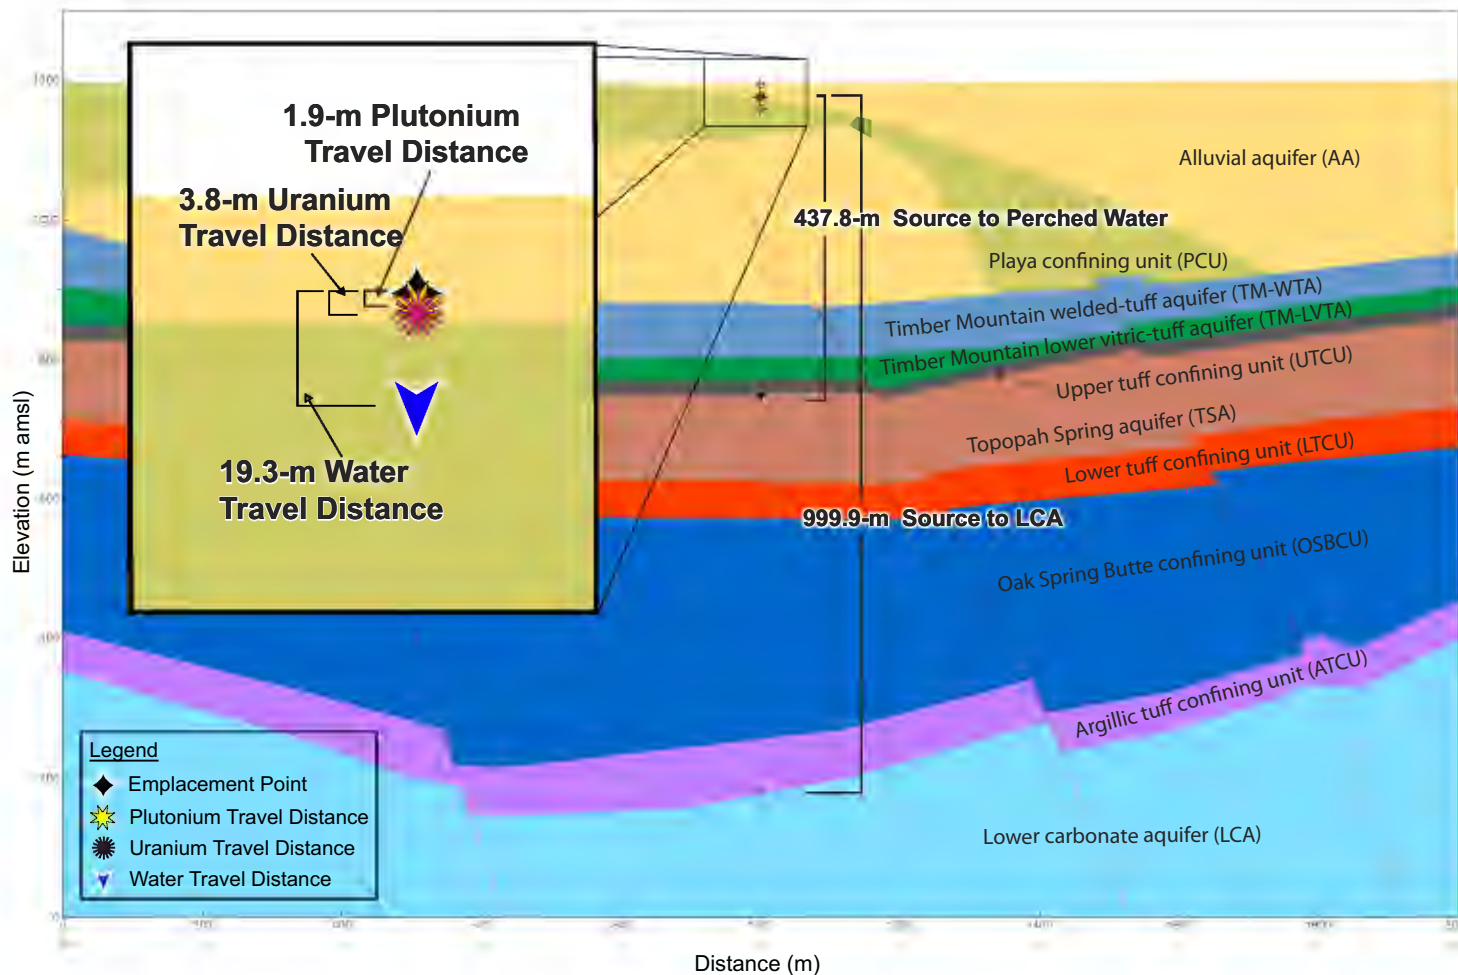 1.9-m Plutonium
Travel Distance
3.8-m Uranium
Travel Distance
19.3-m Water
Travel Distance
Alluvial aquifer (AA)
437.8-m Source to Perched Water
Playa confining unit (PCU)
Timber Mountain welded-tuff aquifer (TM-WTA)
Timber Mountain lower vitric-tuff aquifer (TM-LVTA)
Upper tuff confining unit (UTCU)
Topopah Spring aquifer (TSA)
Lower tuff confining unit (LTCU)
999.9-m Source to LCA
Oak Spring Butte confining unit (OSBCU)
Argillic tuff confining unit (ATCU)
Lower carbonate aquifer (LCA)
Legend
Emplacement Point
Plutonium Travel Distance
Uranium Travel Distance
Water Travel Distance
Elevation (m amsl)
Distance (m)